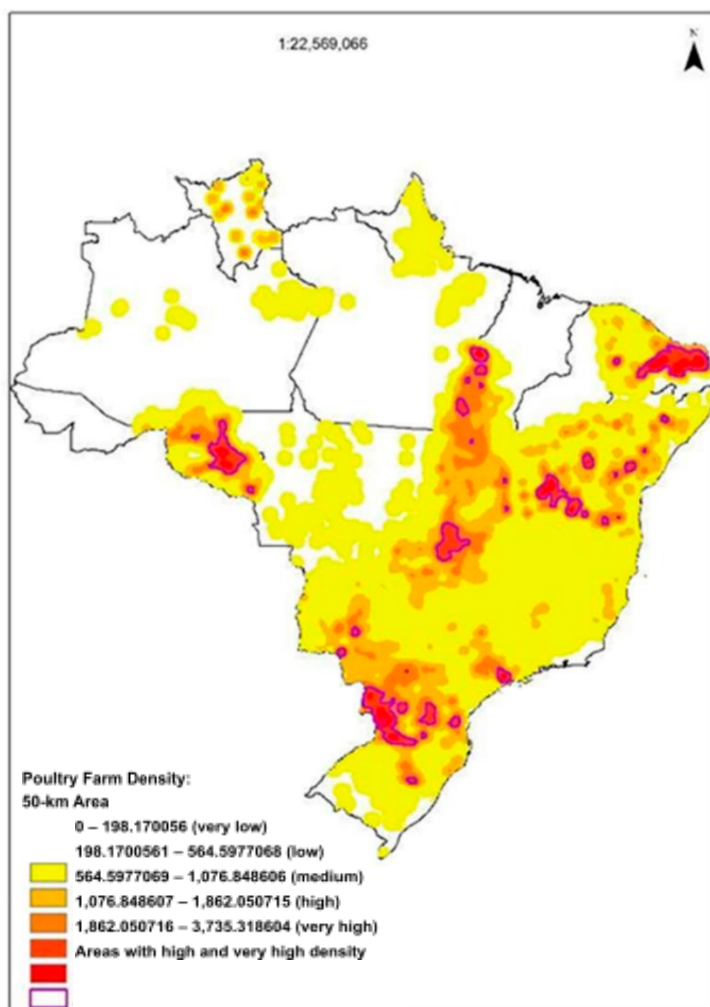 1:22,569,066
N
Poultry Farm Density:
50-km Area
0 – 198.170056 (very low)
198.1700561 – 564.5977068 (low)
564.5977069 – 1,076.848606 (medium)
1,076.848607 – 1,862.050715 (high)
1,862.050716 – 3,735.318604 (very high)
Areas with high and very high density